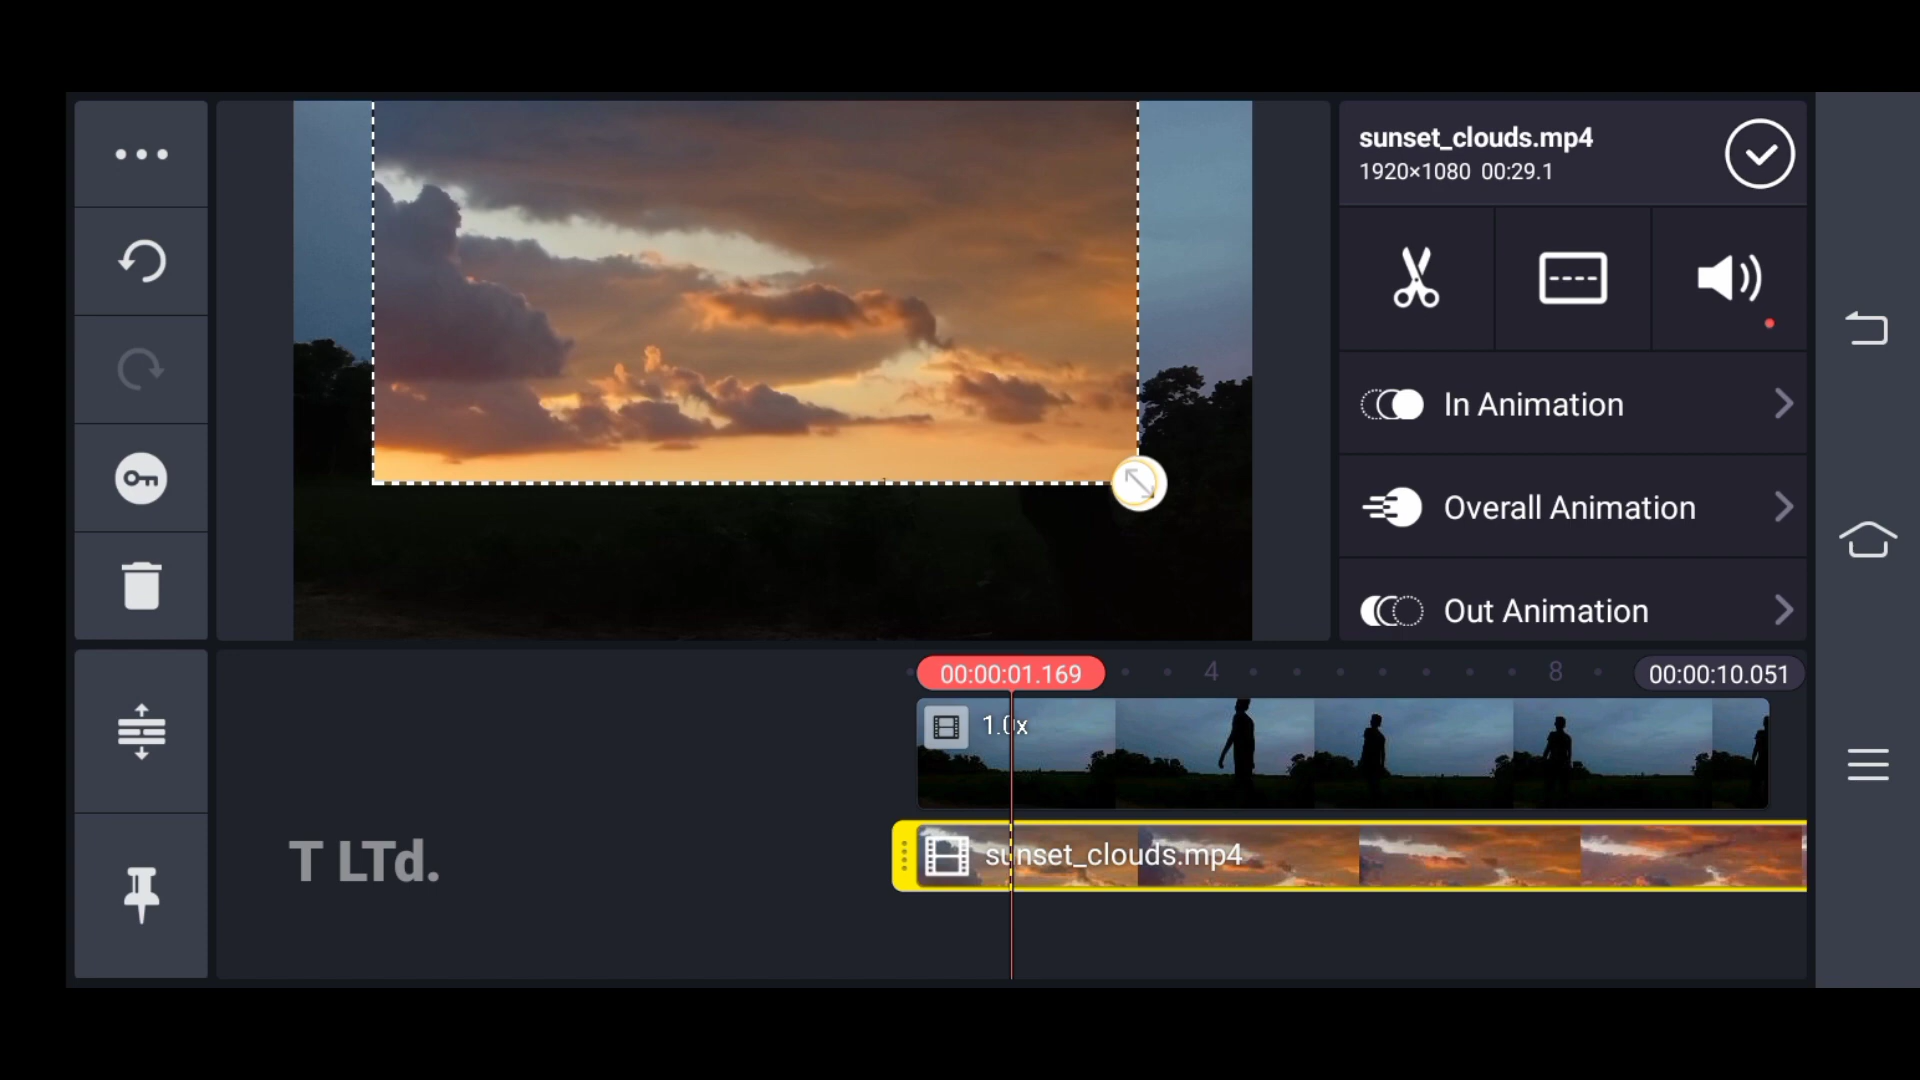 sunset_clouds.mp4
1920×1080 00:29.1
In Animation
Overall Animation
Out Animation
00:00:01.169
4
8
00:00:10.051
1.0x
sunset_clouds.mp4
T LTd.